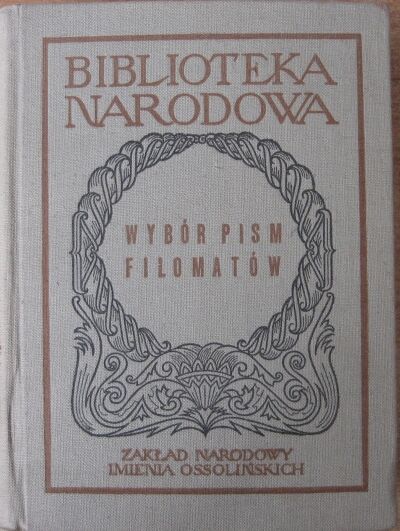 BIBLIOTEKA
NARODOWA
WYBÓR PISM
FILOMATÓW
ZAKŁAD NARODOWY
IMIENIA OSSOLIŃSKICH